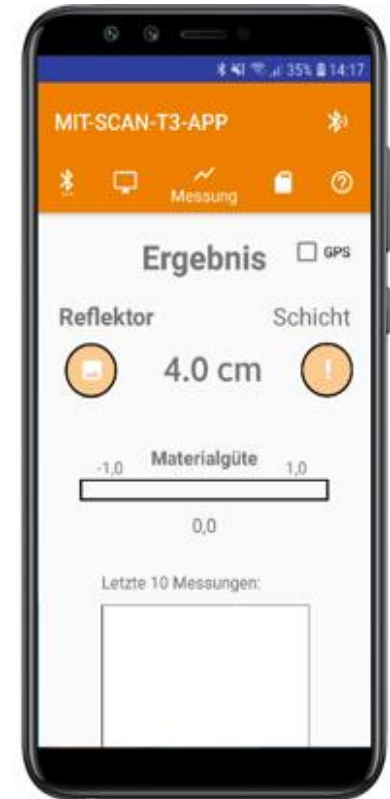 35% 14:17
MIT-SCAN-T3-APP
Messung
Ergebnis
GPS
Reflektor Schicht
4.0 cm !
Materialgüte
-1,0 1,0
0,0
Letzte 10 Messungen: